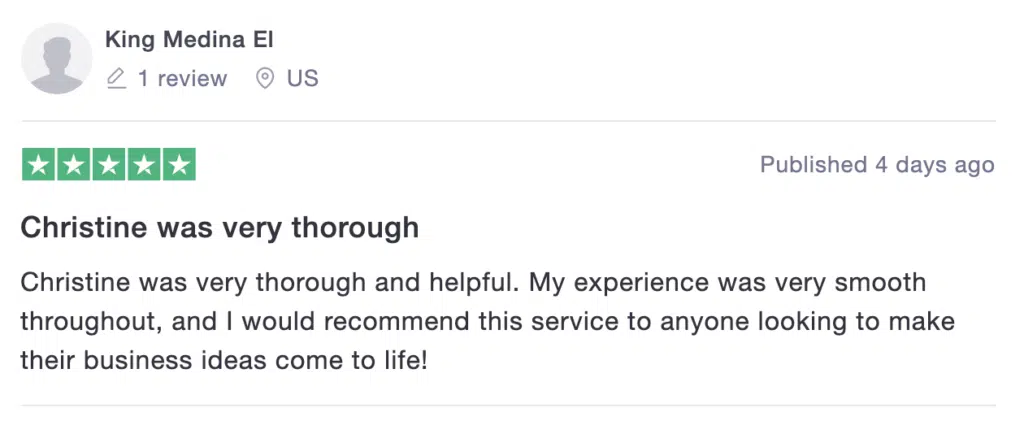 King Medina El
1 review US
Published 4 days ago
Christine was very thorough
Christine was very thorough and helpful. My experience was very smooth
throughout, and I would recommend this service to anyone looking to make
their business ideas come to life!